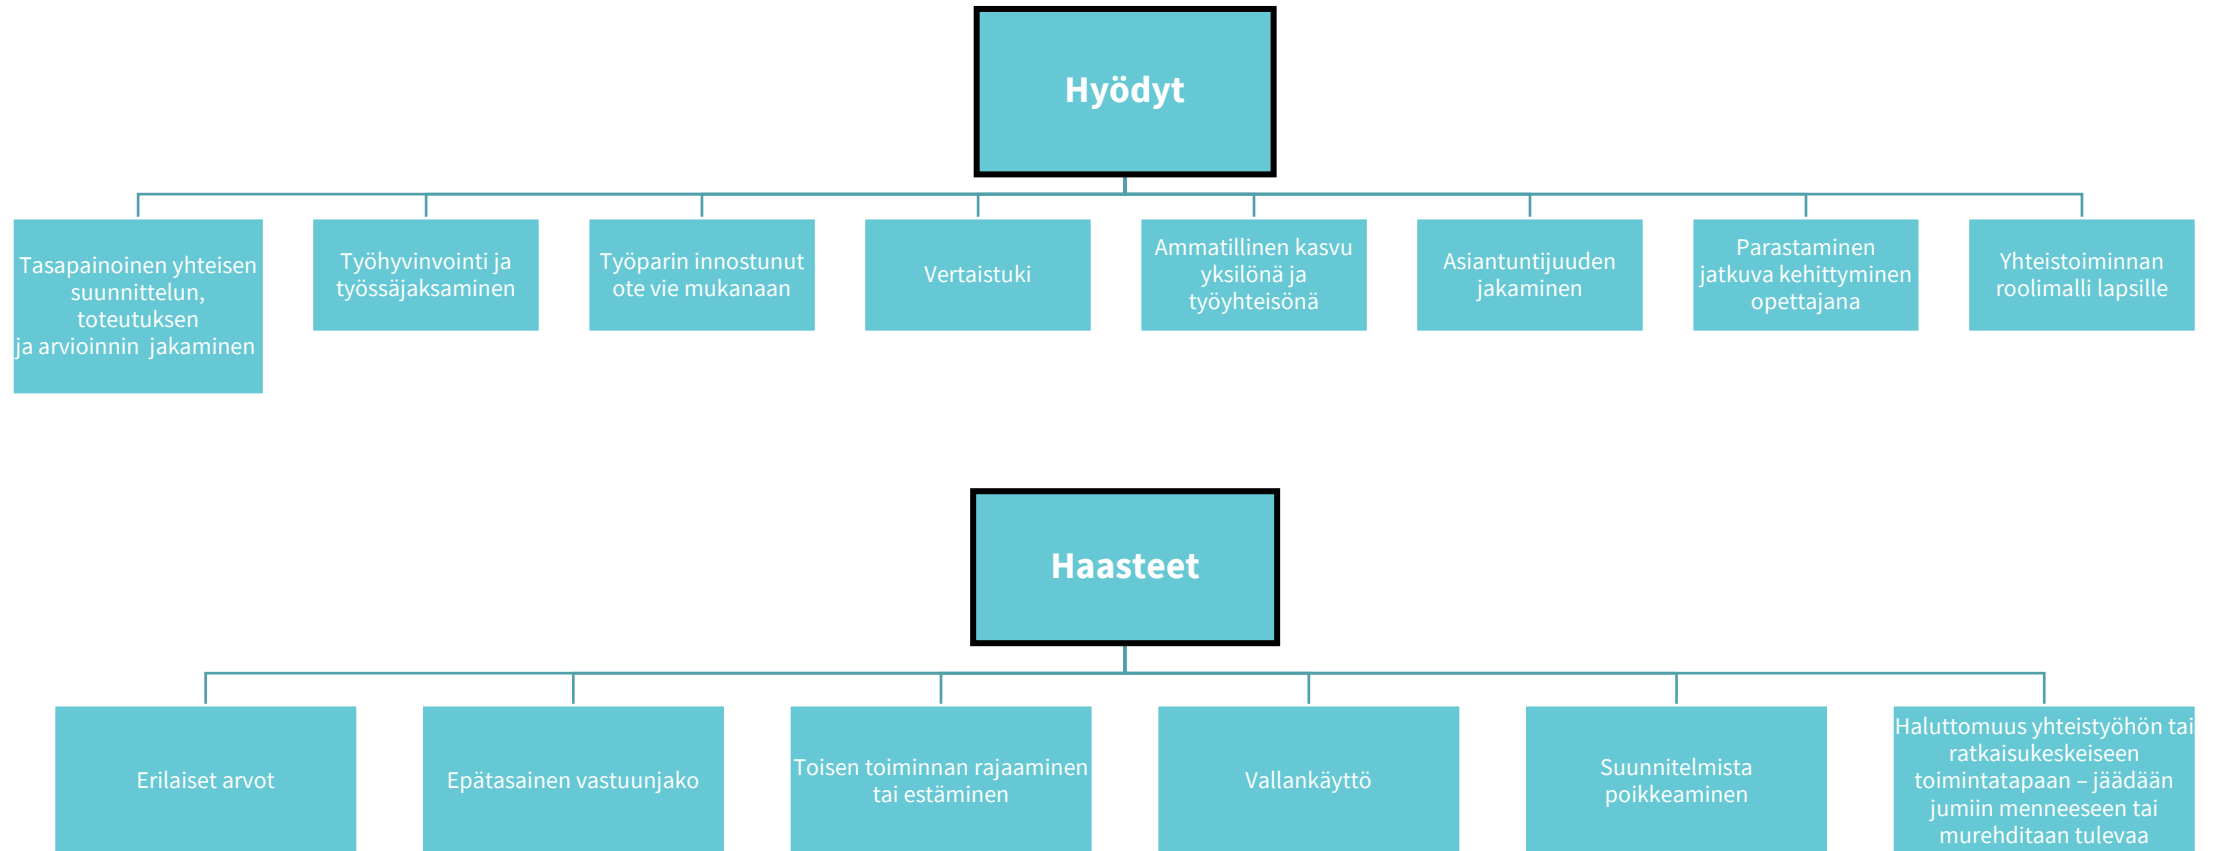 Hyödyt
Tasapainoinen yhteisen
suunnittelun,
toteutuksen
ja arvioinnin jakaminen
Työhyvinvointi ja
työssäjaksaminen
Työparin innostunut
ote vie mukanaan
Vertaistuki
Ammatillinen kasvu
yksilönä ja
työyhteisönä
Asiantuntijuuden
jakaminen
Parastaminen
jatkuva kehittyminen
opettajana
Yhteistoiminnan
roolimalli lapsille
Haasteet
Erilaiset arvot
Epätasainen vastuunjako
Toisen toiminnan rajaaminen
tai estäminen
Vallankäyttö
Suunnitelmista
poikkeaminen
Haluttomuus yhteistyöhön tai
ratkaisukeskeiseen
toimintatapaan – jäädään
jumiin menneeseen tai
murehditaan tulevaa